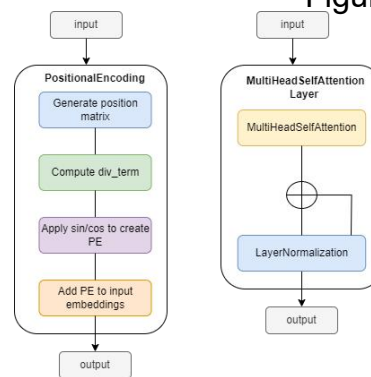 Figur
input
PositionalEncoding
Generate position
matrix
Compute div_term
Apply sin/cos to create
PE
Add PE to input
embeddings
output
input
MultiHeadSelfAttention
Layer
MultiHeadSelfAttention
LayerNormalization
output